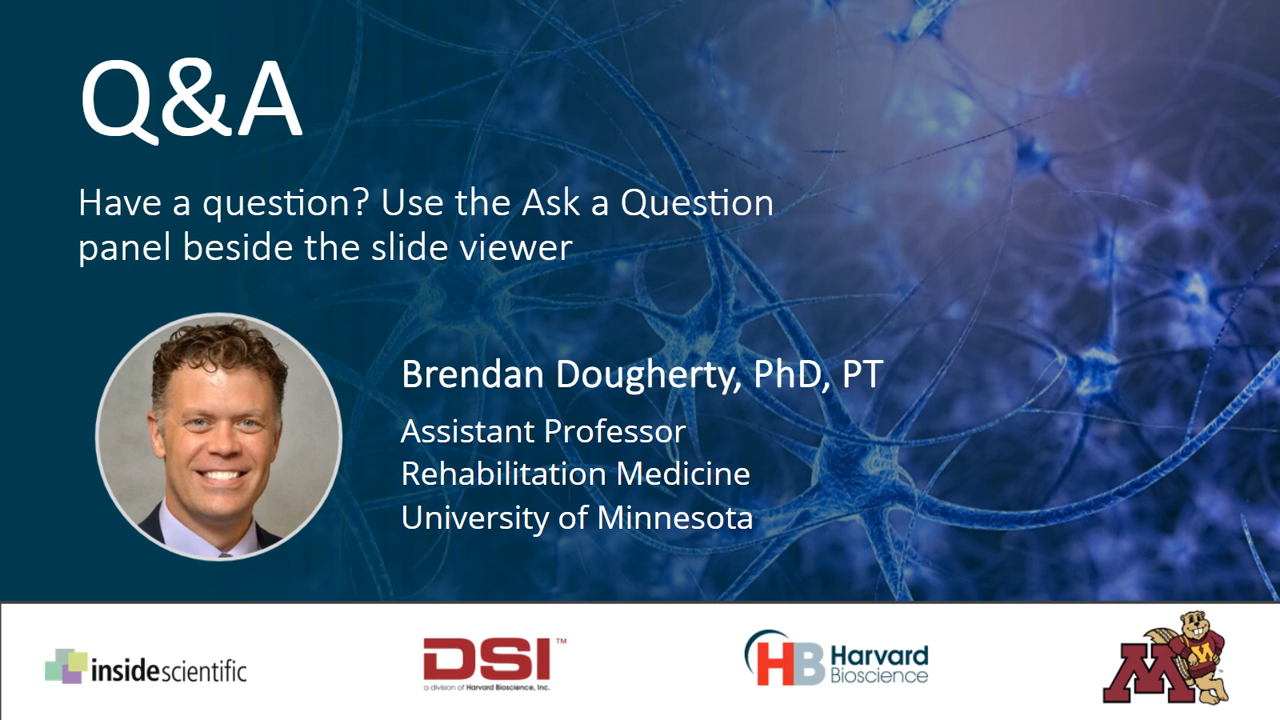 Q&A
Have a question? Use the Ask a Question
panel beside the slide viewer
Brendan Dougherty, PhD, PT
Assistant Professor
Rehabilitation Medicine
University of Minnesota
insidescientific
DSI™
a division of Harvard Bioscience, Inc.
HB Harvard
Bioscience
M